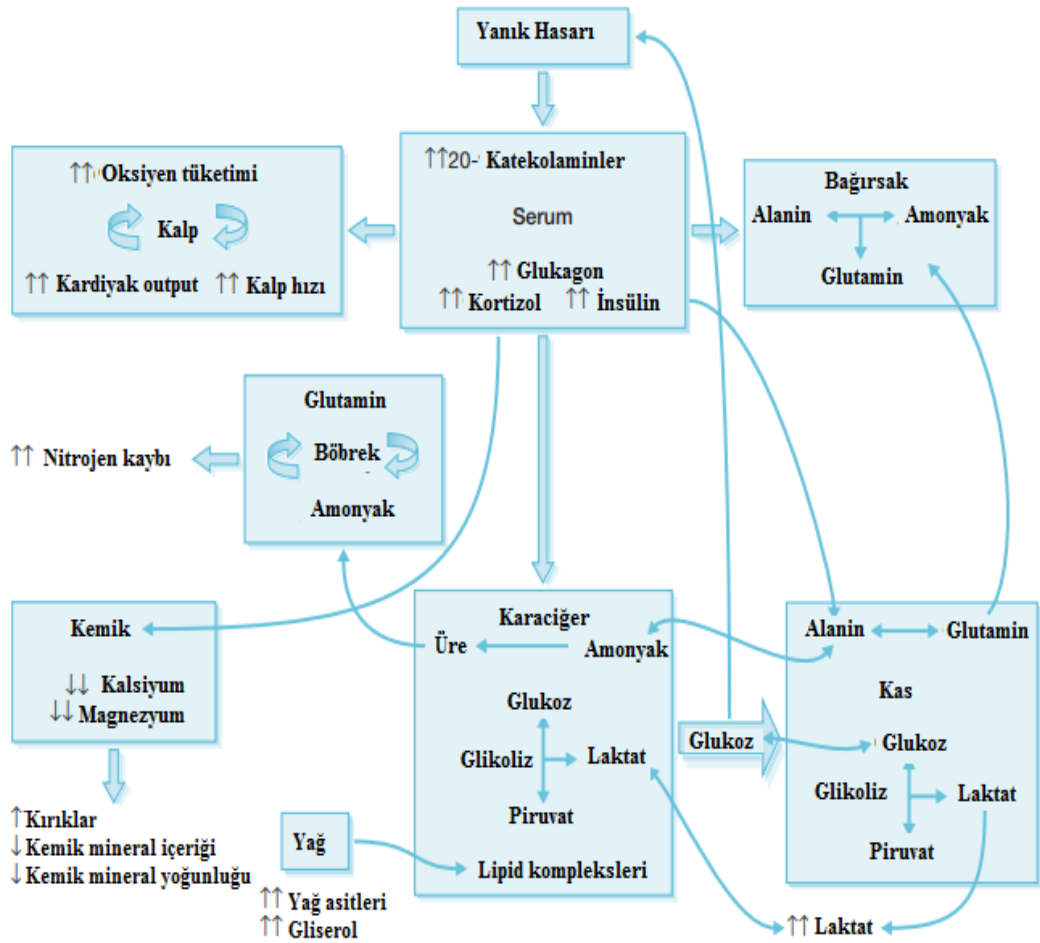 Yanık Hasarı
↑↑20- Katekolaminler
Serum
↑↑ Glukagon
↑↑ Kortizol ↑↑ İnsülin
↑↑ Oksiyen tüketimi
Kalp
↑↑ Kardiyak output ↑↑ Kalp hızı
Bağırsak
Alanin Amonyak
Glutamin
Glutamin
Böbrek
Amonyak
↑↑ Nitrojen kaybı
Kemik
↓↓ Kalsiyum
↓↓ Magnezyum
↑ Kırıklar
↓ Kemik mineral içeriği
↓ Kemik mineral yoğunluğu
Karaciğer
Üre Amonyak
Glukoz
Glikoliz Laktat
Piruvat
Lipid kompleksleri
Yağ
↑↑ Yağ asitleri
↑↑ Gliserol
Glukoz
Alanin Glutamin
Kas
Glukoz
Glikoliz Laktat
Piruvat
↑↑ Laktat